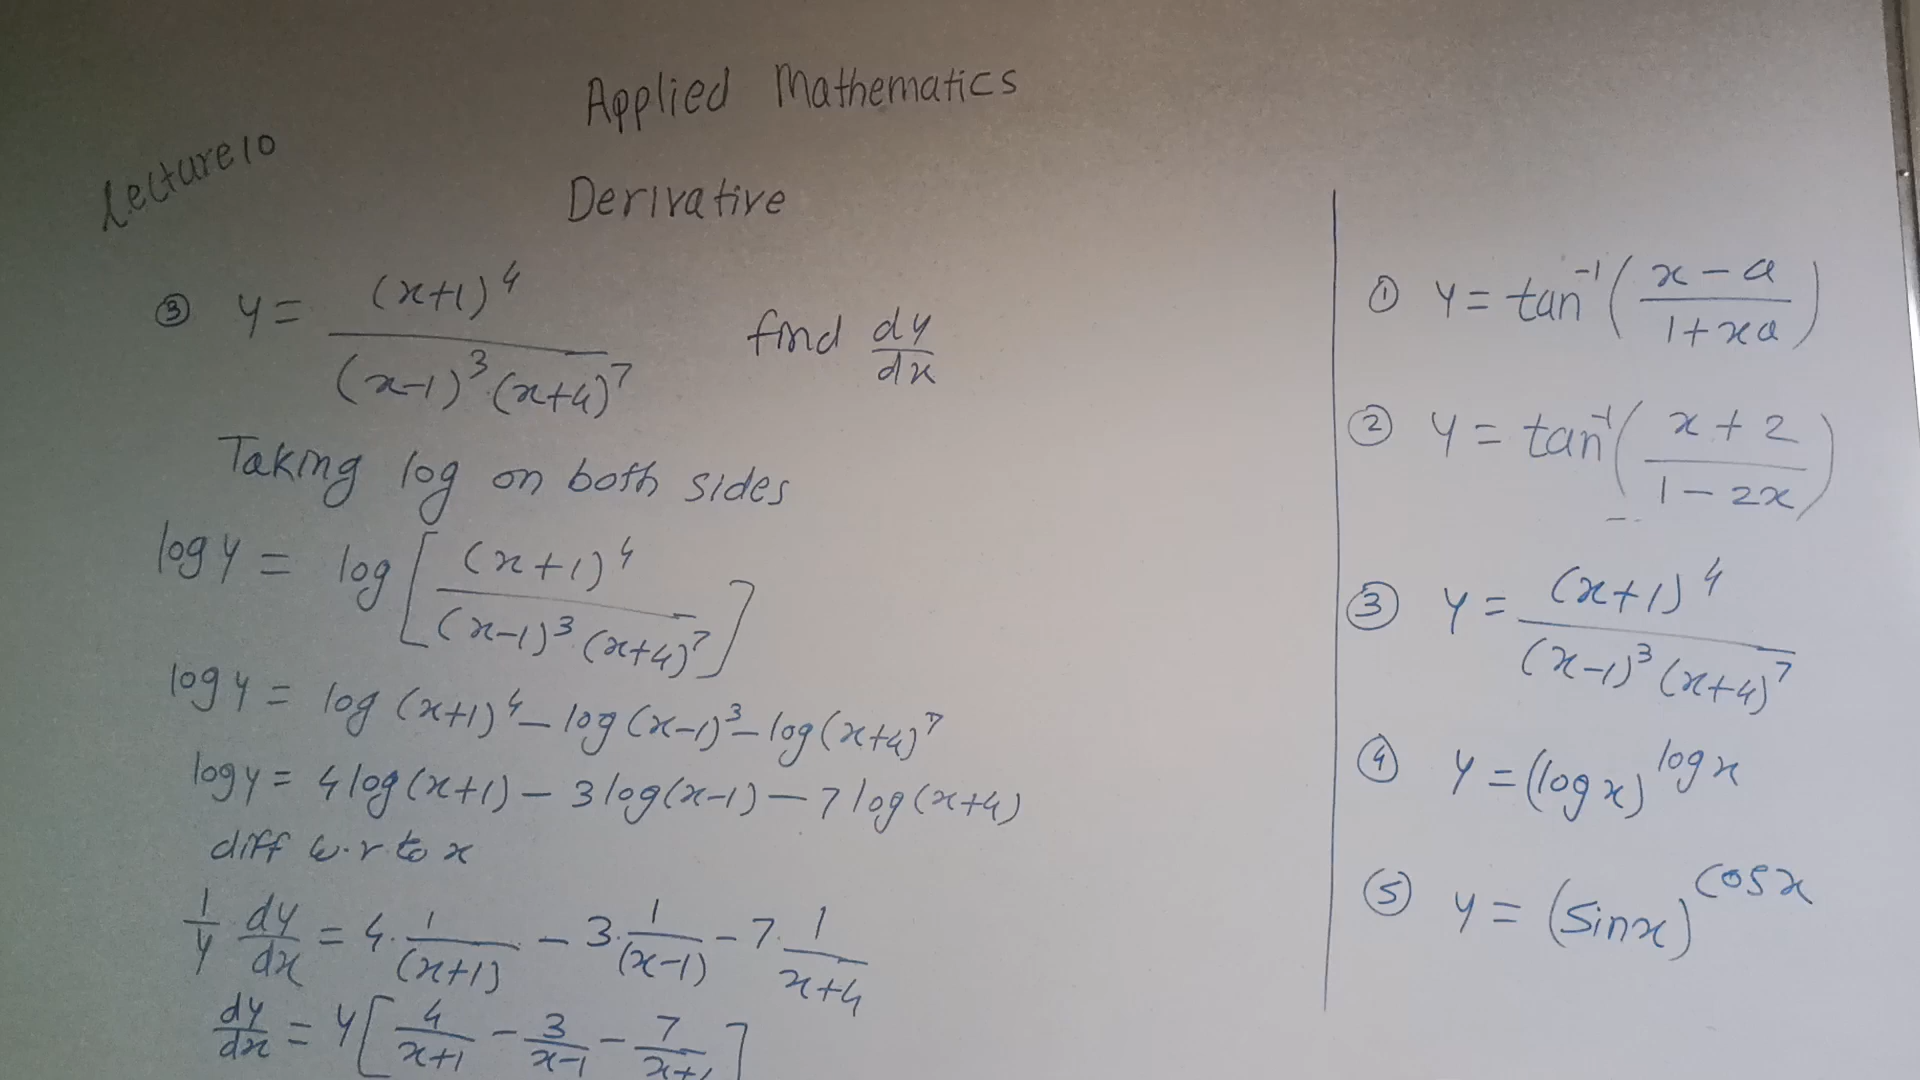 Applied Mathematics
Lecture 10
Derivative
③ y = (x+1)^4 / (x-1)^3 (x+4)^7 find dy/dx
Taking log on both sides
log y = log [ (x+1)^4 / (x-1)^3 (x+4)^7 ]
log y = log (x+1)^4 – log (x-1)^3 – log (x+4)^7
log y = 4 log (x+1) – 3 log (x-1) – 7 log (x+4)
diff w.r.to x
1/y dy/dx = 4. 1/(x+1) – 3. 1/(x-1) – 7. 1/x+4
dy/dx = y [ 4/x+1 – 3/x-1 – 7/x+4 ]
① y = tan^-1 ( x – a / 1+xa )
② y = tan^-1 ( x + 2 / 1 – 2x )
③ y = (x+1)^4 / (x-1)^3 (x+4)^7
④ y = (log x)^log x
⑤ y = (sin x)^cos x